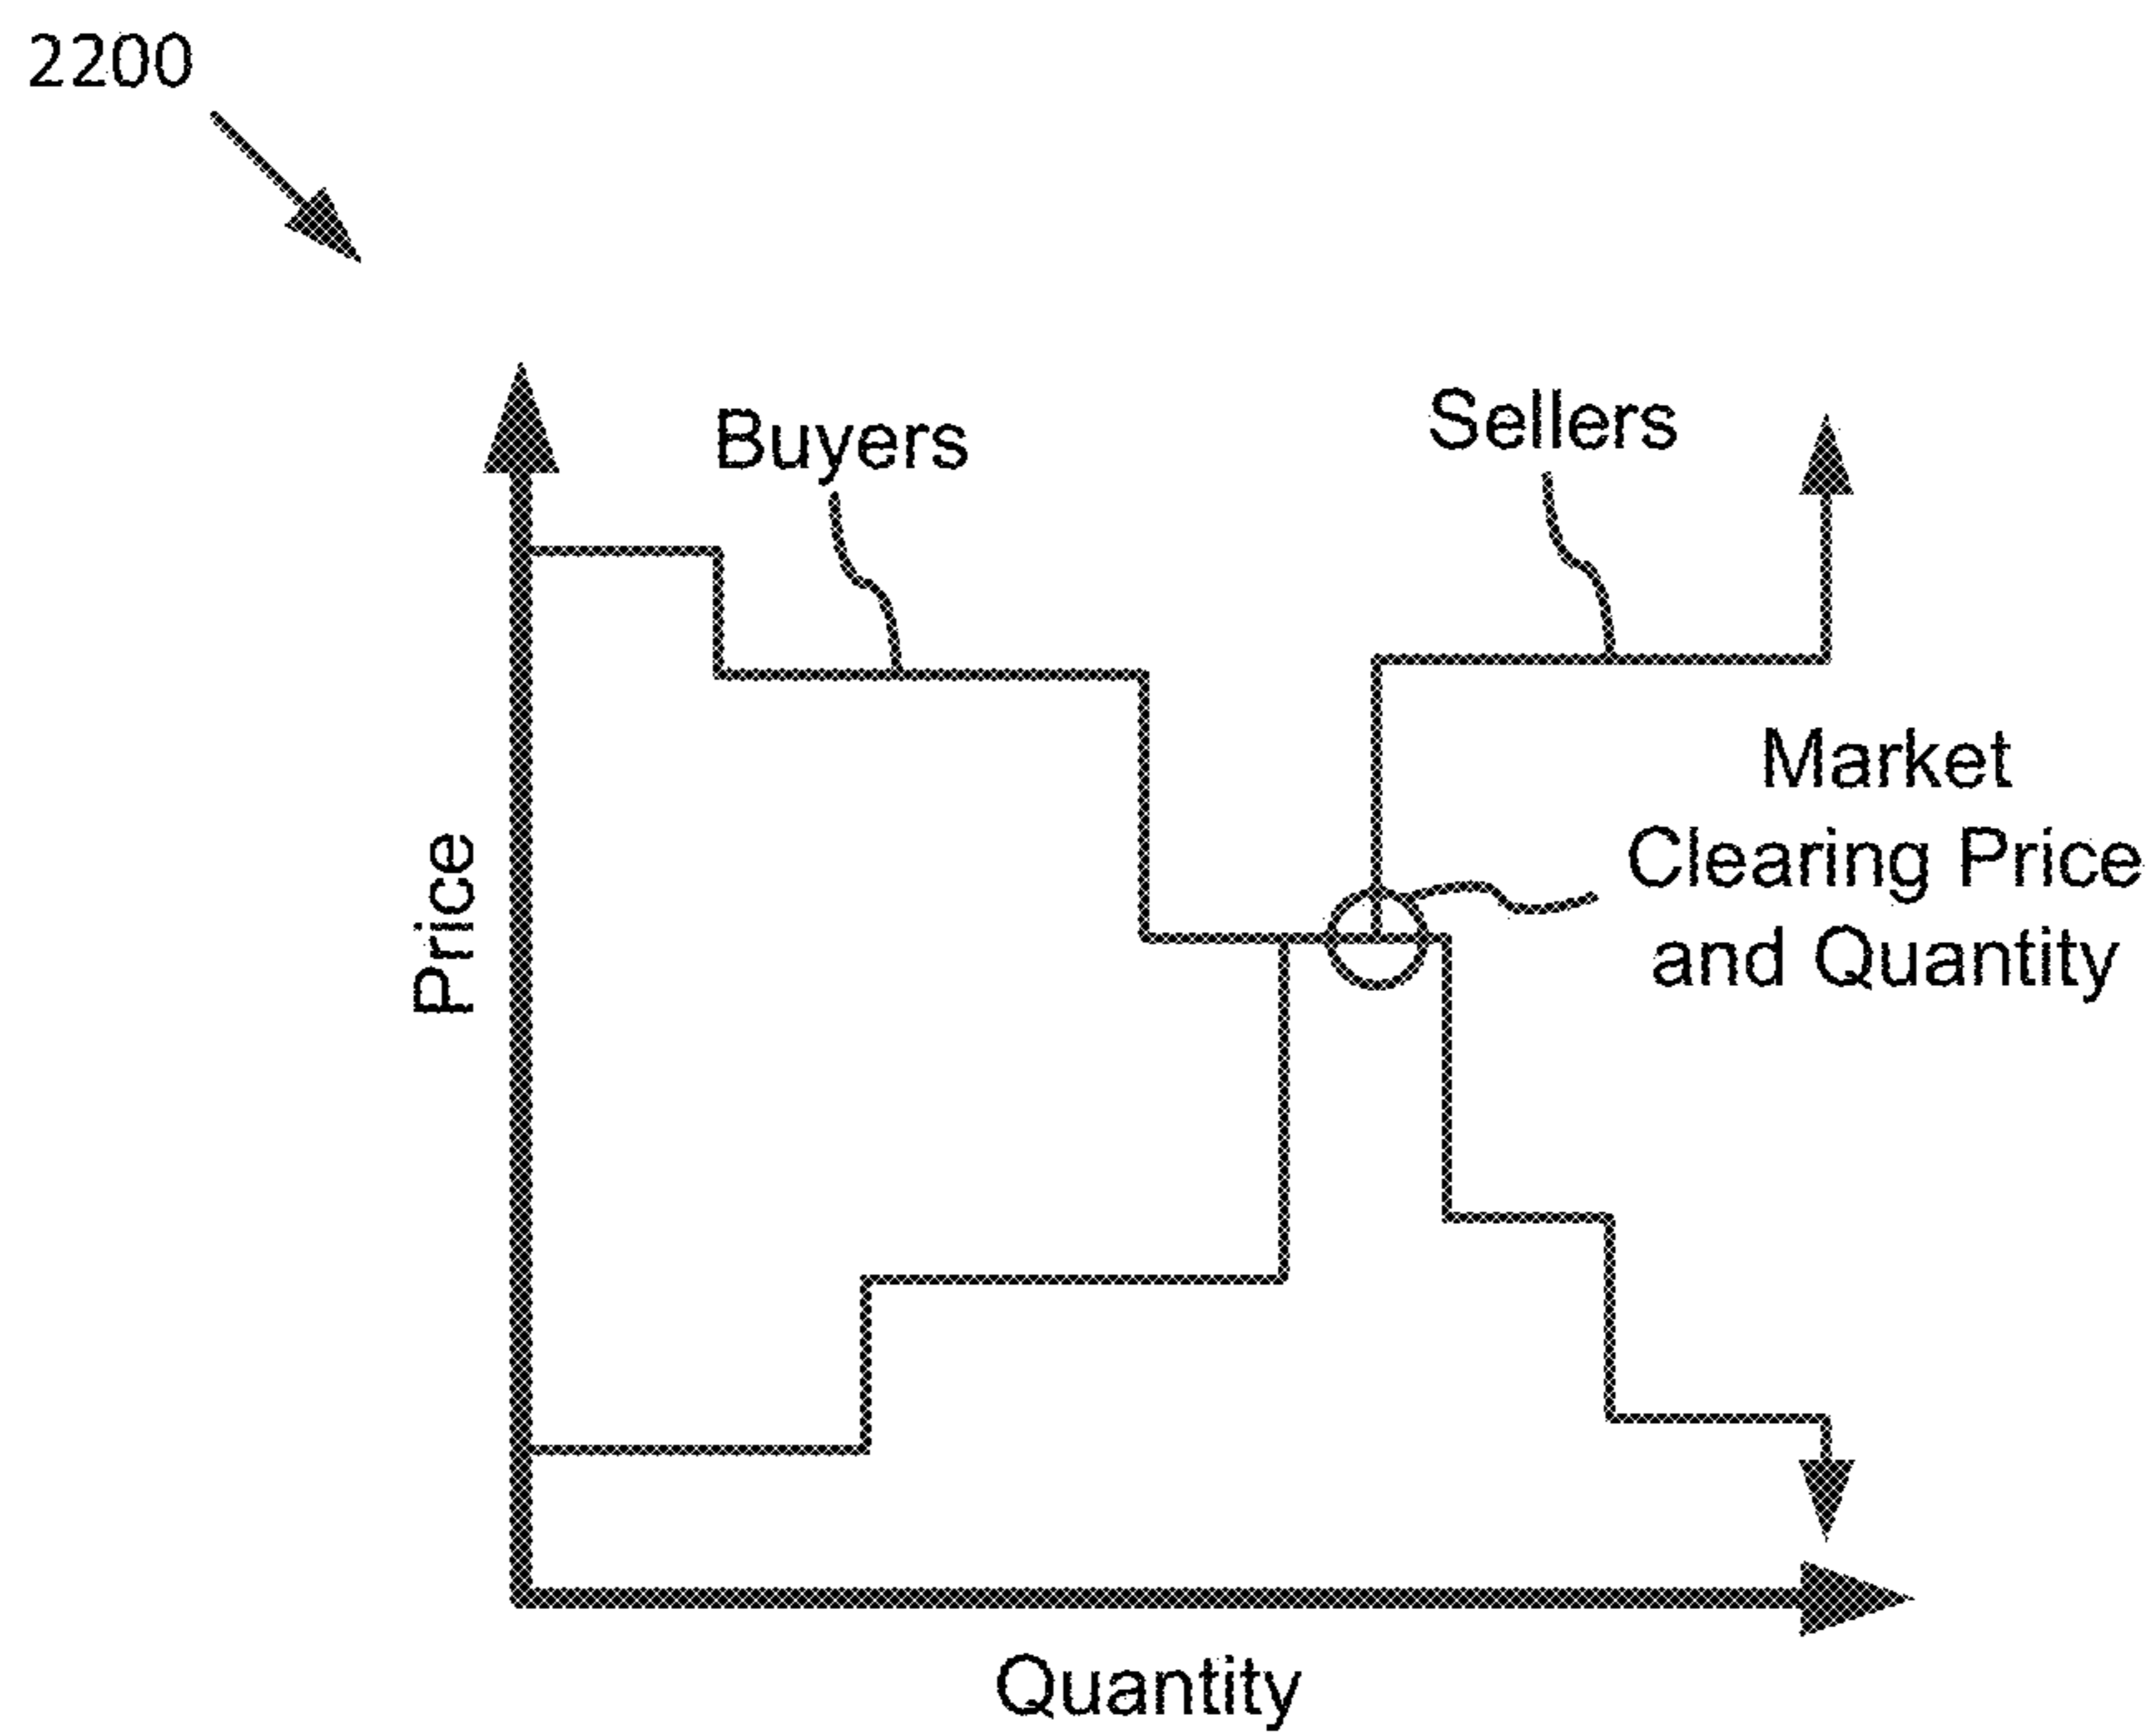 2200
Buyers
Sellers
Market
Clearing Price
and Quantity
Price
Quantity